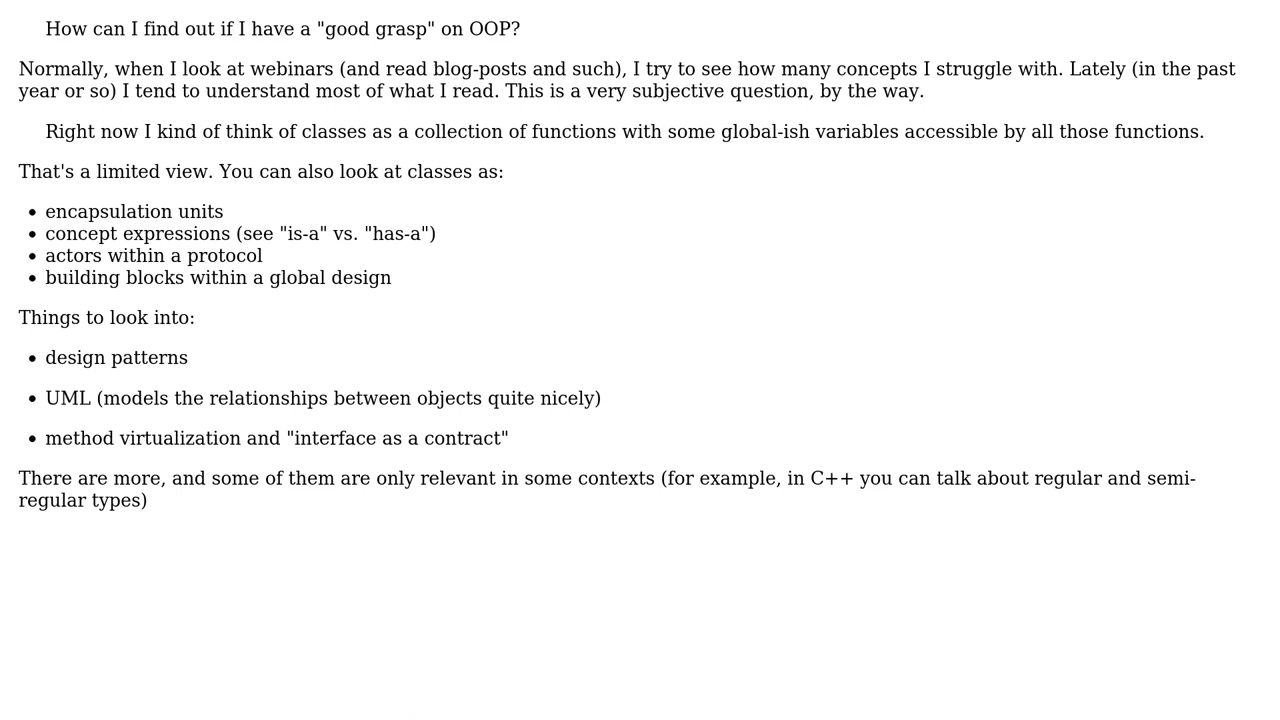 How can I find out if I have a "good grasp" on OOP?
Normally, when I look at webinars (and read blog-posts and such), I try to see how many concepts I struggle with. Lately (in the past
year or so) I tend to understand most of what I read. This is a very subjective question, by the way.
Right now I kind of think of classes as a collection of functions with some global-ish variables accessible by all those functions.
That's a limited view. You can also look at classes as:
• encapsulation units
• concept expressions (see "is-a" vs. "has-a")
• actors within a protocol
• building blocks within a global design
Things to look into:
• design patterns
• UML (models the relationships between objects quite nicely)
• method virtualization and "interface as a contract"
There are more, and some of them are only relevant in some contexts (for example, in C++ you can talk about regular and semi-
regular types)